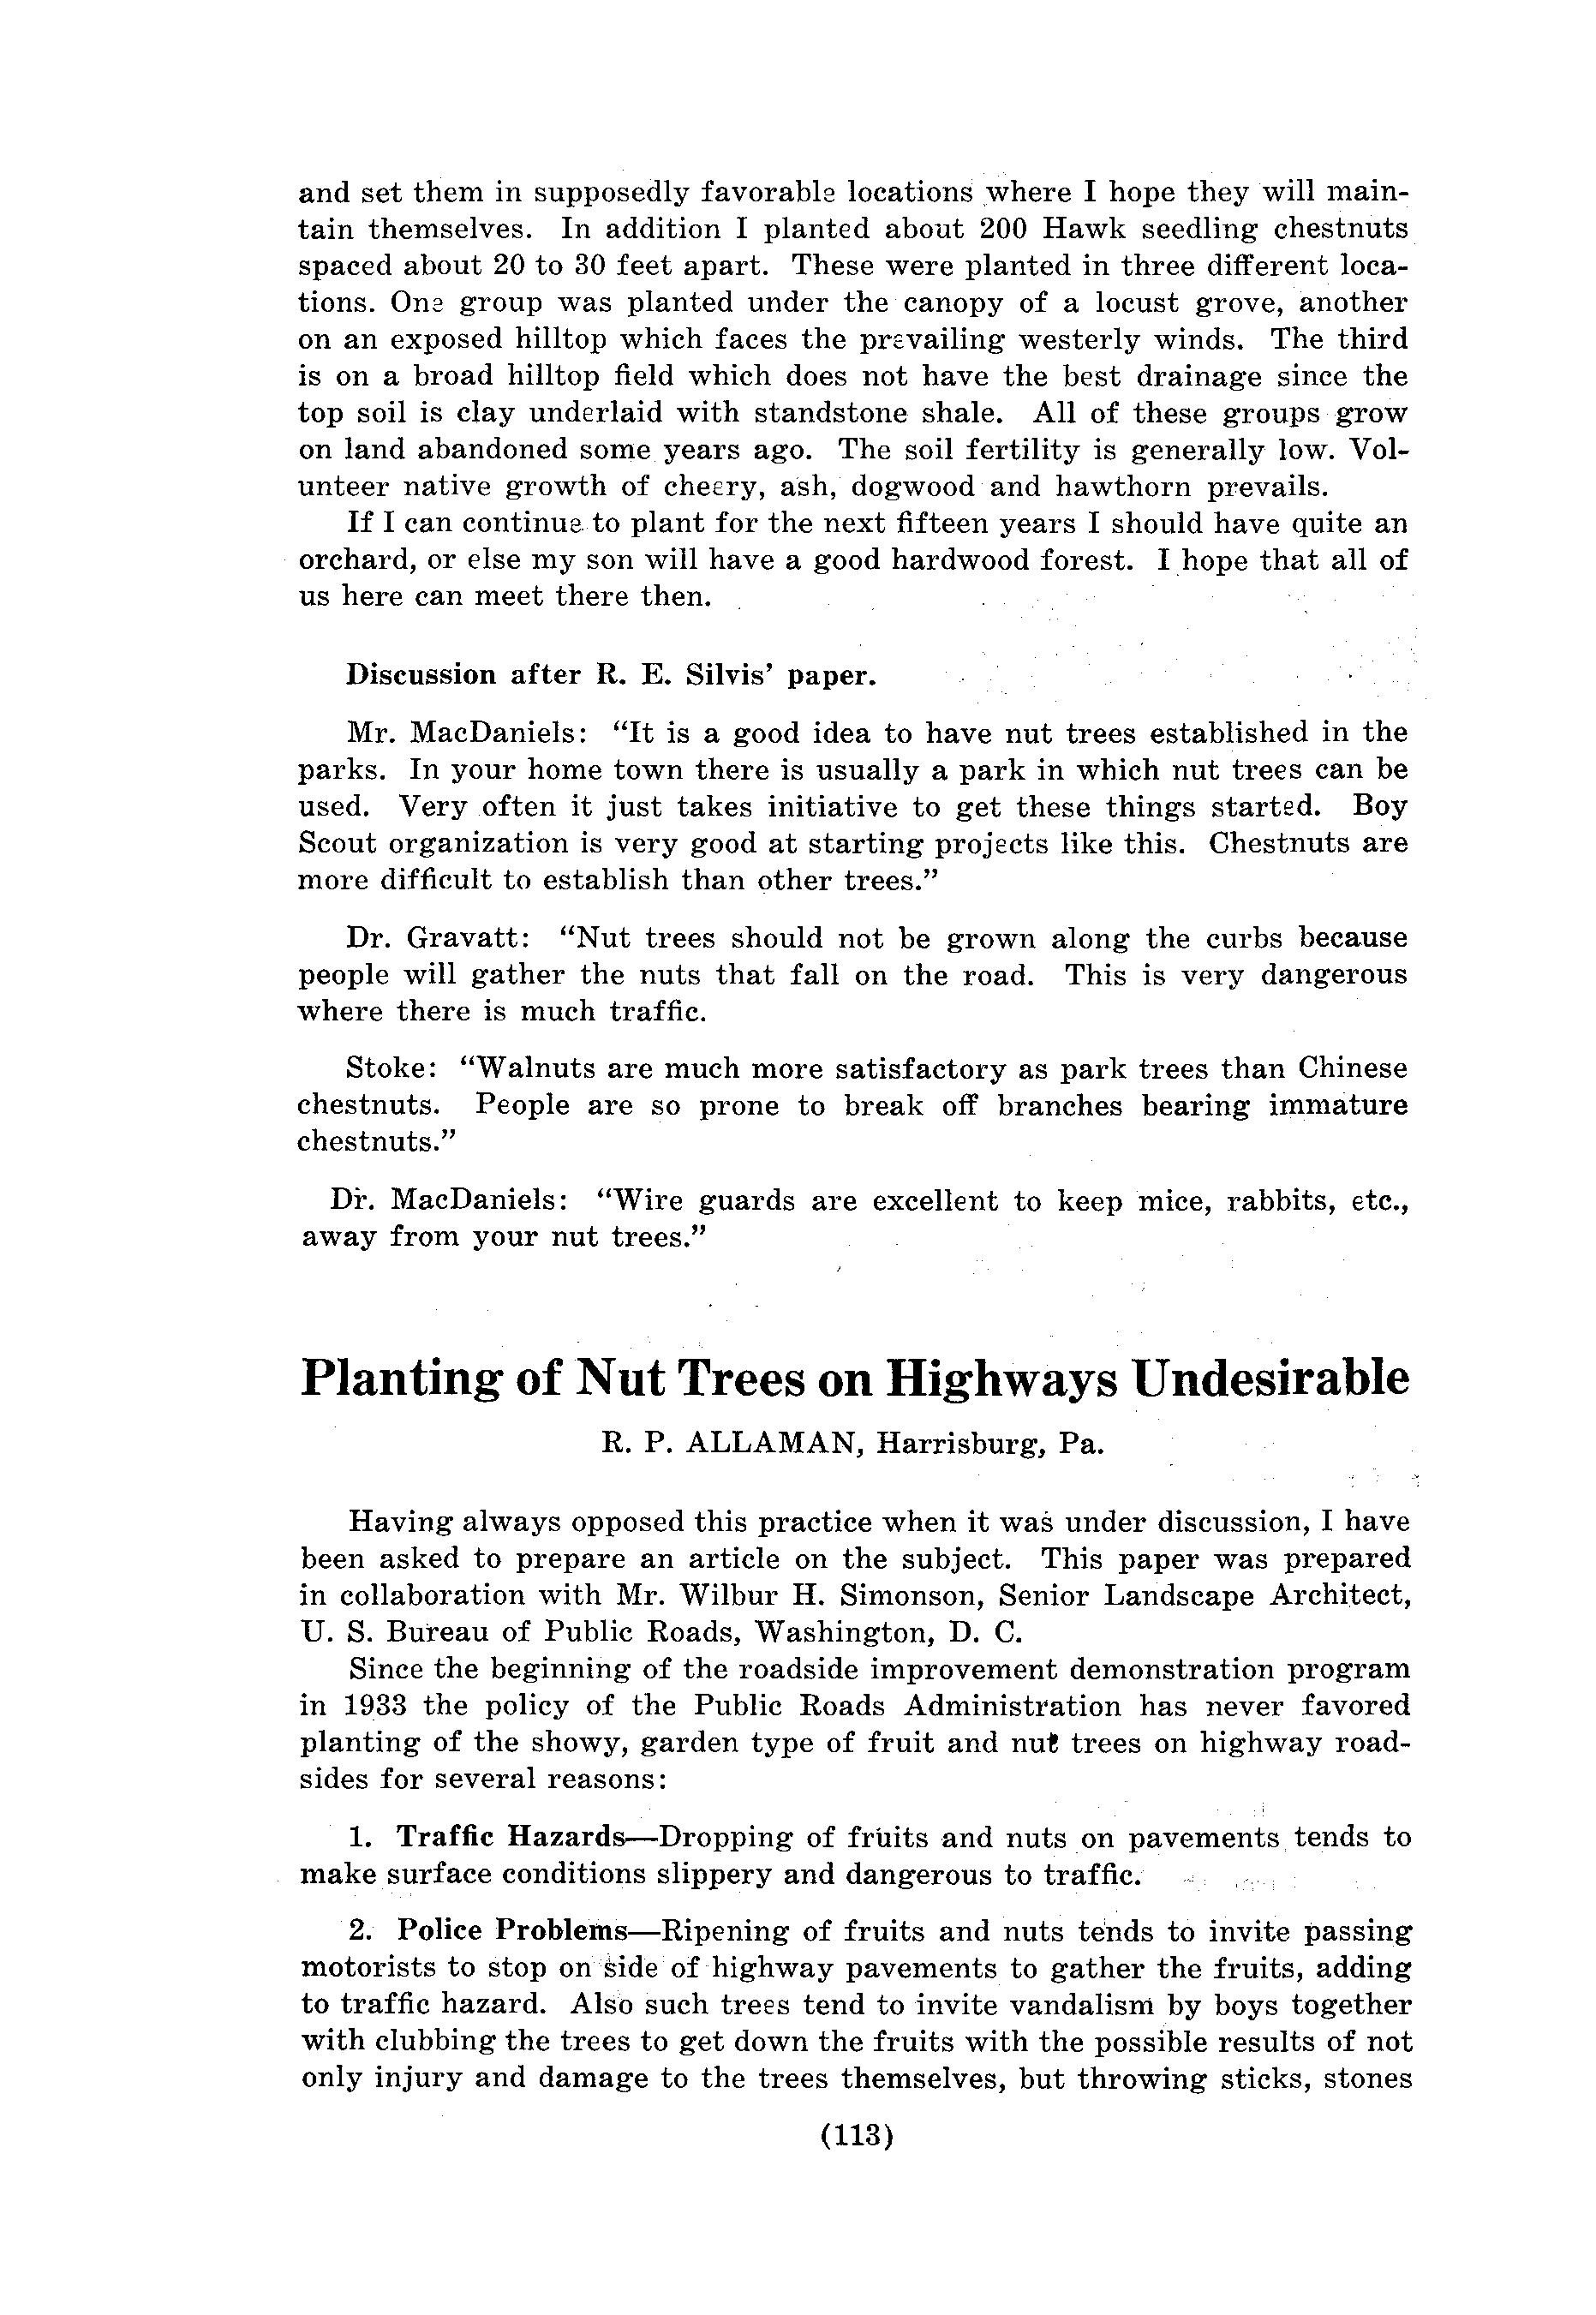 and set them in supposedly favorable locations where I hope they will main-
tain themselves. In addition I planted about 200 Hawk seedling chestnuts
spaced about 20 to 30 feet apart. These were planted in three different loca-
tions. One group was planted under the canopy of a locust grove, another
on an exposed hilltop which faces the prevailing westerly winds. The third
is on a broad hilltop field which does not have the best drainage since the
top soil is clay underlaid with standstone shale. All of these groups grow
on land abandoned some years ago. The soil fertility is generally low. Vol-
unteer native growth of cheery, ash, dogwood and hawthorn prevails.
If I can continue to plant for the next fifteen years I should have quite an
orchard, or else my son will have a good hardwood forest. I hope that all of
us here can meet there then.
Discussion after R. E. Silvis' paper.
Mr. MacDaniels: "It is a good idea to have nut trees established in the
parks. In your home town there is usually a park in which nut trees can be
used. Very often it just takes initiative to get these things started. Boy
Scout organization is very good at starting projects like this. Chestnuts are
more difficult to establish than other trees."
Dr. Gravatt: "Nut trees should not be grown along the curbs because
people will gather the nuts that fall on the road. This is very dangerous
where there is much traffic.
Stoke: "Walnuts are much more satisfactory as park trees than Chinese
chestnuts. People are so prone to break off branches bearing immature
chestnuts."
Dr. MacDaniels: "Wire guards are excellent to keep mice, rabbits, etc.,
away from your nut trees."
Planting of Nut Trees on Highways Undesirable
R. P. ALLAMAN, Harrisburg, Pa.
Having always opposed this practice when it was under discussion, I have
been asked to prepare an article on the subject. This paper was prepared
in collaboration with Mr. Wilbur H. Simonson, Senior Landscape Architect,
U. S. Bureau of Public Roads, Washington, D. C.
Since the beginning of the roadside improvement demonstration program
in 1933 the policy of the Public Roads Administration has never favored
planting of the showy, garden type of fruit and nut trees on highway road-
sides for several reasons:
1. Traffic Hazards—Dropping of fruits and nuts on pavements tends to
make surface conditions slippery and dangerous to traffic.
2. Police Problems—Ripening of fruits and nuts tends to invite passing
motorists to stop on side of highway pavements to gather the fruits, adding
to traffic hazard. Also such trees tend to invite vandalism by boys together
with clubbing the trees to get down the fruits with the possible results of not
only injury and damage to the trees themselves, but throwing sticks, stones
(113)